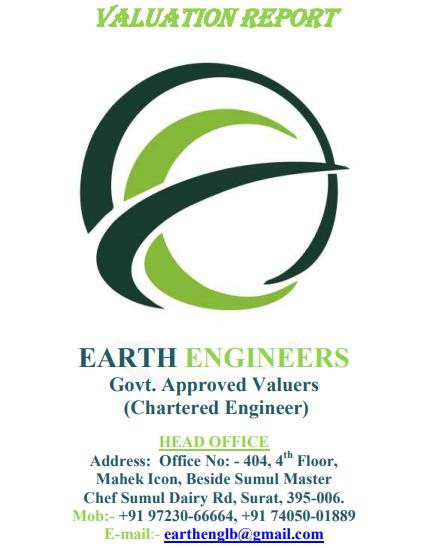 VALUATION REPORT
EARTH ENGINEERS
Govt. Approved Valuers
(Chartered Engineer)
HEAD OFFICE
Address: Office No: - 404, 4th Floor,
Mahek Icon, Beside Sumul Master
Chef Sumul Dairy Rd, Surat, 395-006.
Mob:- +91 97230-66664, +91 74050-01889
E-mail:- earthenglb@gmail.com